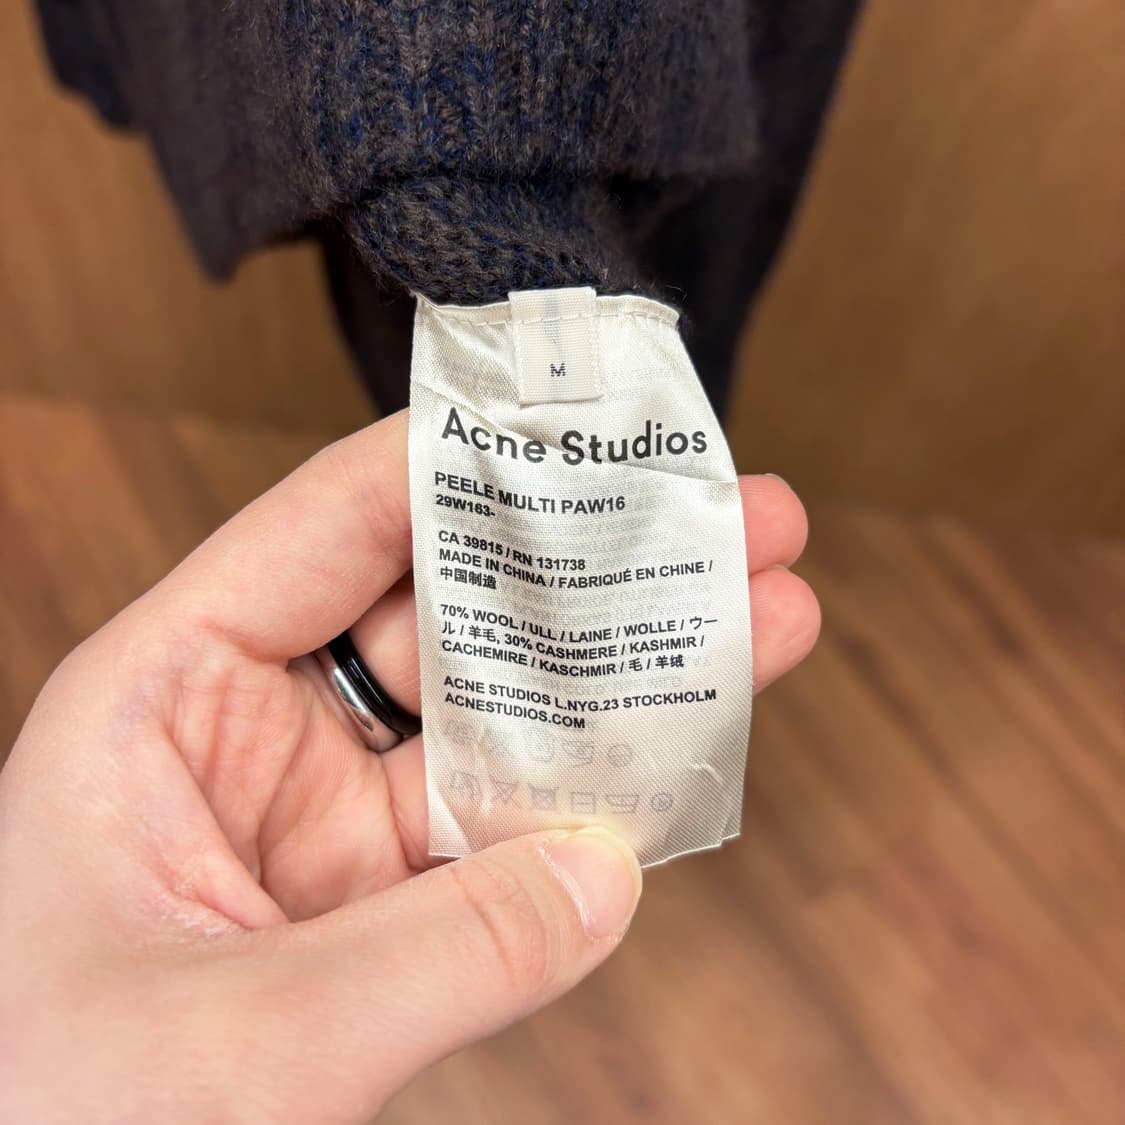 M
Acne Studios
PEELE MULTI PAW16
29W163-
CA 39815 / RN 131738
MADE IN CHINA / FABRIQUÉ EN CHINE /
中国制造
70% WOOL / ULL / LAINE / WOLLE / ウー
ル / 羊毛, 30% CASHMERE / KASHMIR /
CACHEMIRE / KASCHMIR / 毛 / 羊绒
ACNE STUDIOS L.NYG.23 STOCKHOLM
ACNESTUDIOS.COM